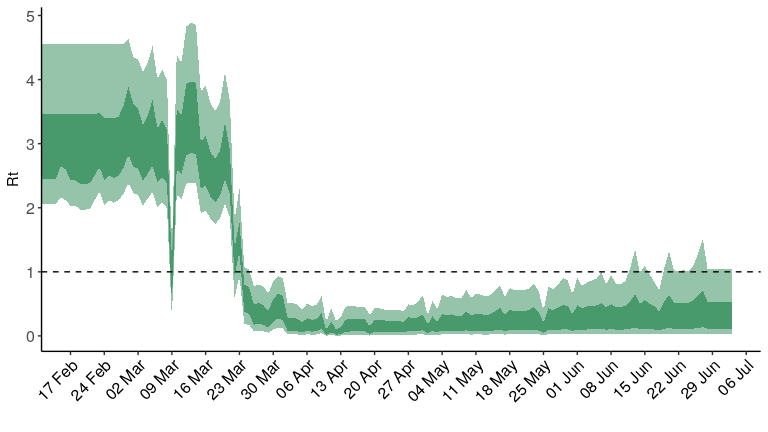 5
4
3
2
1
0
Rt
17 Feb
24 Feb
02 Mar
09 Mar
16 Mar
23 Mar
30 Mar
06 Apr
13 Apr
20 Apr
27 Apr
04 May
11 May
18 May
25 May
01 Jun
08 Jun
15 Jun
22 Jun
29 Jun
06 Jul